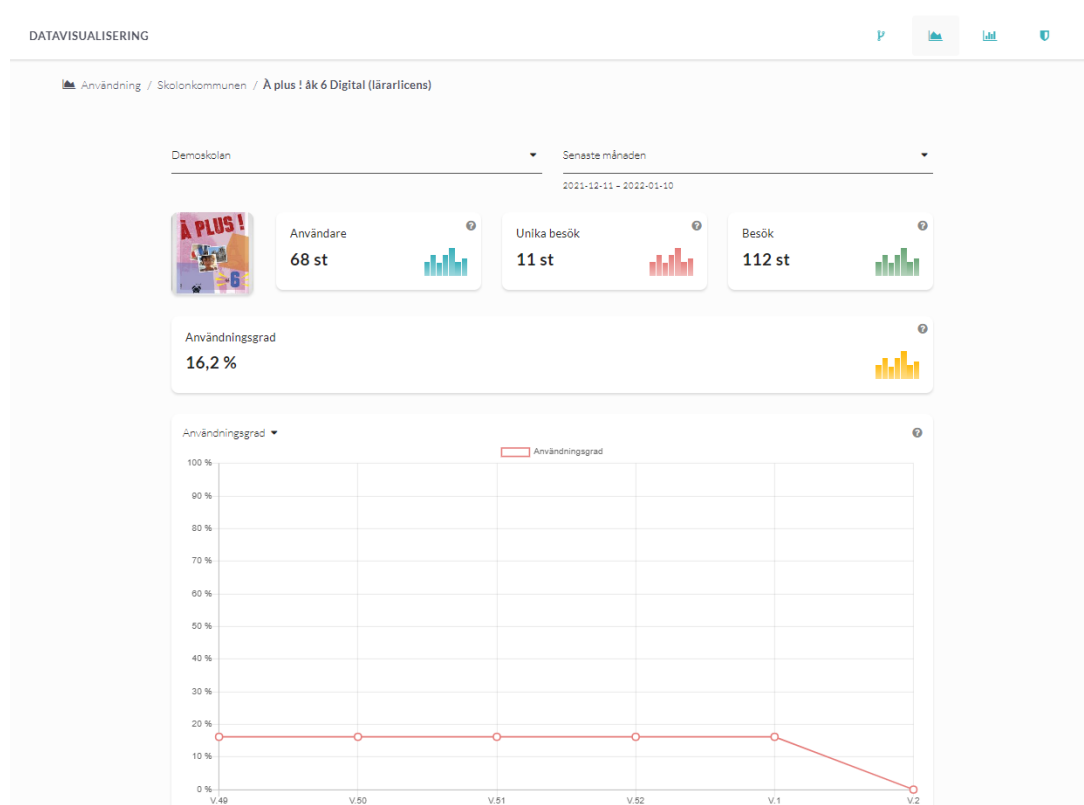 DATAVISUALISERING
Användning / Skolonkommunen / À plus ! åk 6 Digital (lärarlicens)
Demoskolan
Senaste månaden
2021-12-11 – 2022-01-10
À PLUS !
6
Användare
68 st
Unika besök
11 st
Besök
112 st
Användningsgrad
16,2 %
Användningsgrad
Användningsgrad
100 %
90 %
80 %
70 %
60 %
50 %
40 %
30 %
20 %
10 %
0 %
V.49 V.50 V.51 V.52 V.1 V.2